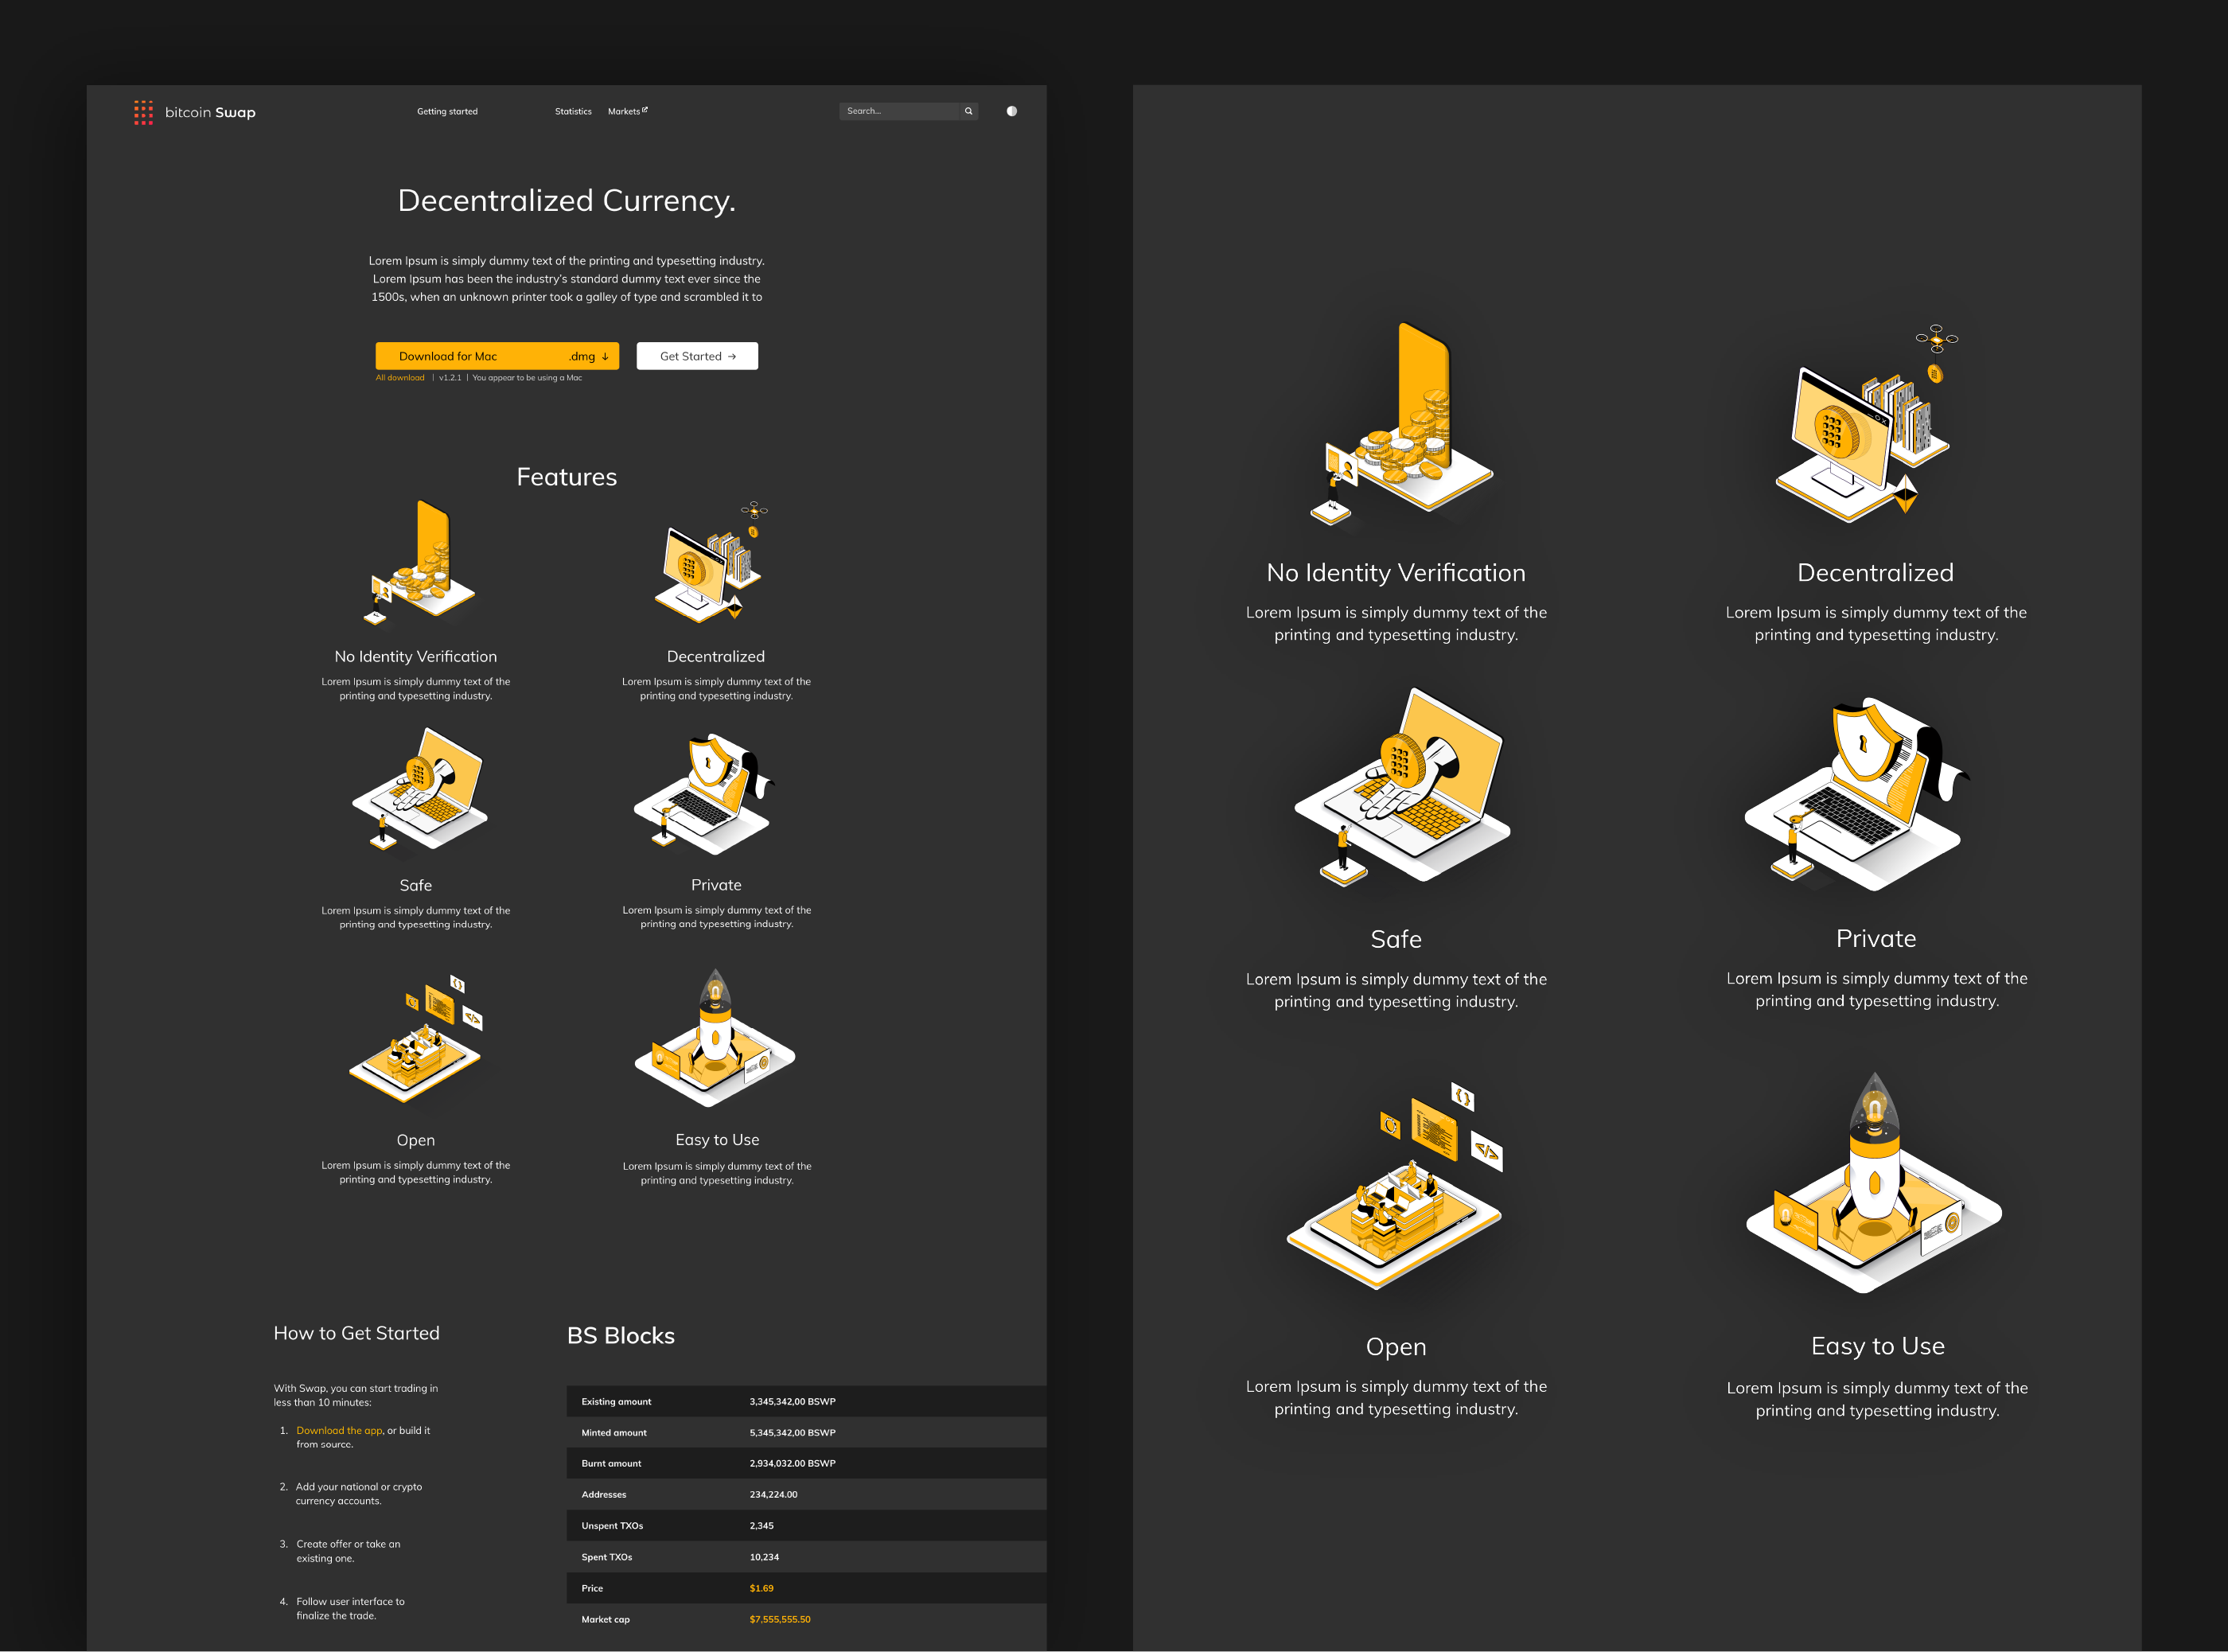 bitcoin Swap
Getting started
Statistics
Markets
Search...
Decentralized Currency.
Lorem Ipsum is simply dummy text of the printing and typesetting industry.
Lorem Ipsum has been the industry's standard dummy text ever since the
1500s, when an unknown printer took a galley of type and scrambled it to
Download for Mac .dmg ↓
Get Started →
All download | v1.2.1 | You appear to be using a Mac
Features
No Identity Verification
Lorem Ipsum is simply dummy text of the
printing and typesetting industry.
Decentralized
Lorem Ipsum is simply dummy text of the
printing and typesetting industry.
Safe
Lorem Ipsum is simply dummy text of the
printing and typesetting industry.
Private
Lorem Ipsum is simply dummy text of the
printing and typesetting industry.
Open
Lorem Ipsum is simply dummy text of the
printing and typesetting industry.
Easy to Use
Lorem Ipsum is simply dummy text of the
printing and typesetting industry.
How to Get Started
With Swap, you can start trading in
less than 10 minutes:
1. Download the app, or build it
from source.
2. Add your national or crypto
currency accounts.
3. Create offer or take an
existing one.
4. Follow user interface to
finalize the trade.
BS Blocks
Existing amount 3,345,342,00 BSWP
Minted amount 5,345,342,00 BSWP
Burnt amount 2,934,032.00 BSWP
Addresses 234,224.00
Unspent TXOs 2,345
Spent TXOs 10,234
Price $1.69
Market cap $7,555,555.50
No Identity Verification
Lorem Ipsum is simply dummy text of the
printing and typesetting industry.
Decentralized
Lorem Ipsum is simply dummy text of the
printing and typesetting industry.
Safe
Lorem Ipsum is simply dummy text of the
printing and typesetting industry.
Private
Lorem Ipsum is simply dummy text of the
printing and typesetting industry.
{ }
</>
Open
Lorem Ipsum is simply dummy text of the
printing and typesetting industry.
Easy to Use
Lorem Ipsum is simply dummy text of the
printing and typesetting industry.